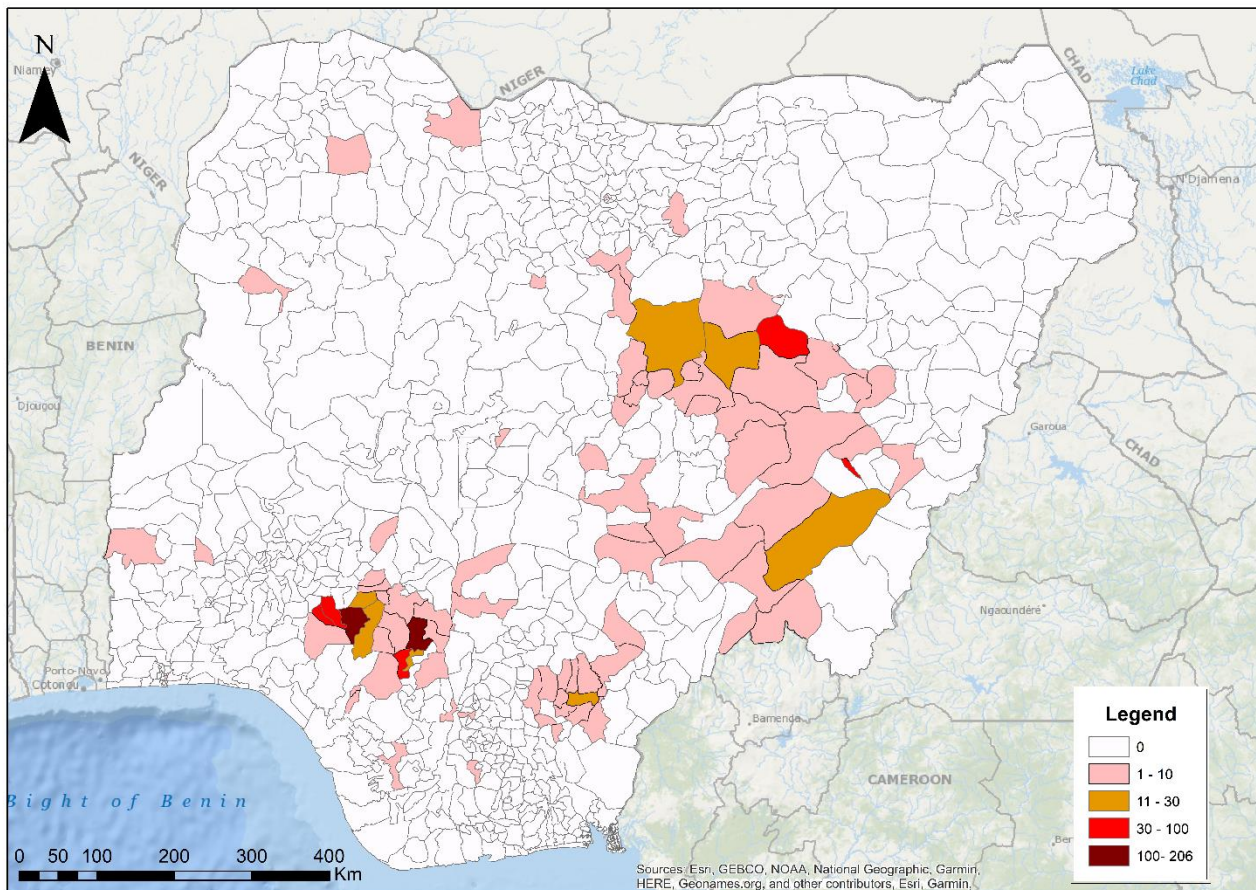 N
Niamey
NIGER
CHAD
Lake
Chad
NIGER
N'Djamena
BENIN
Djougou
Garoua
CHAD
Ngaoundéré
Porto-Novo
Cotonou
Bamenda
CAMEROON
Bight of Benin
Legend
0
1 - 10
11 - 30
30 - 100
100- 206
0 50 100 200 300 400
Km
Sources: Esri, GEBCO, NOAA, National Geographic, Garmin,
HERE, Geonames.org, and other contributors, Esri, Garmin,